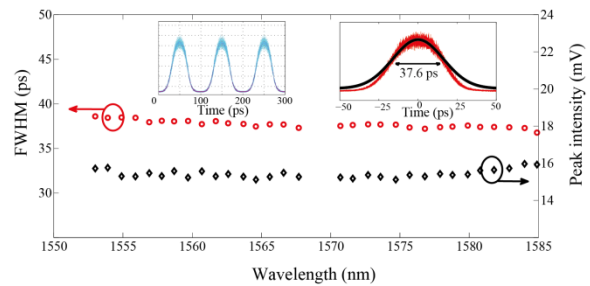 50
45
40
35
30
FWHM (ps)
24
22
20
18
16
14
Peak intensity (mV)
0 100 200 300
Time (ps)
37.6 ps
−50 0 50
Time (ps)
1550 1555 1560 1565 1570 1575 1580 1585
Wavelength (nm)